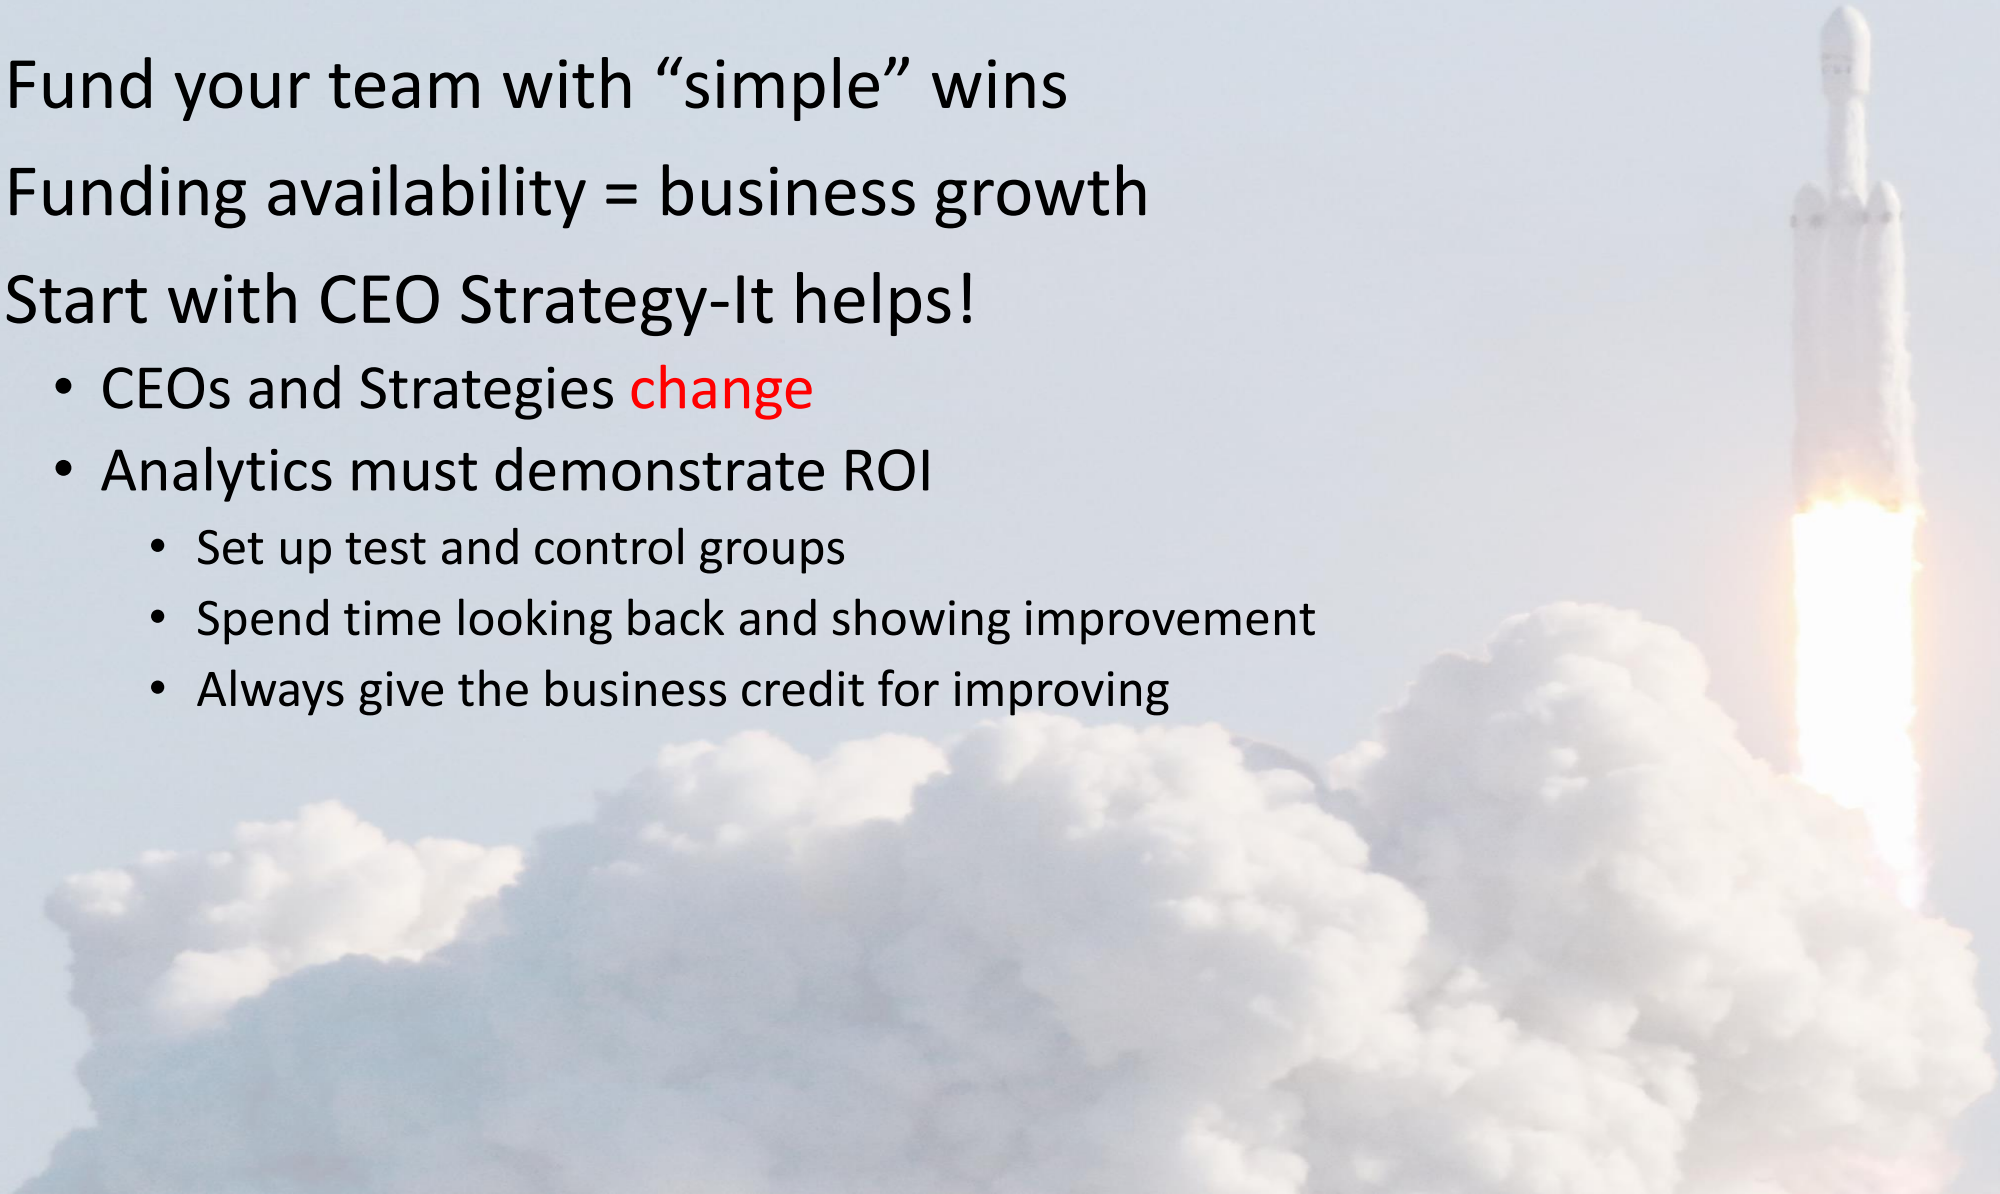 Fund your team with “simple” wins
Funding availability = business growth
Start with CEO Strategy-It helps!
• CEOs and Strategies change
• Analytics must demonstrate ROI
• Set up test and control groups
• Spend time looking back and showing improvement
• Always give the business credit for improving